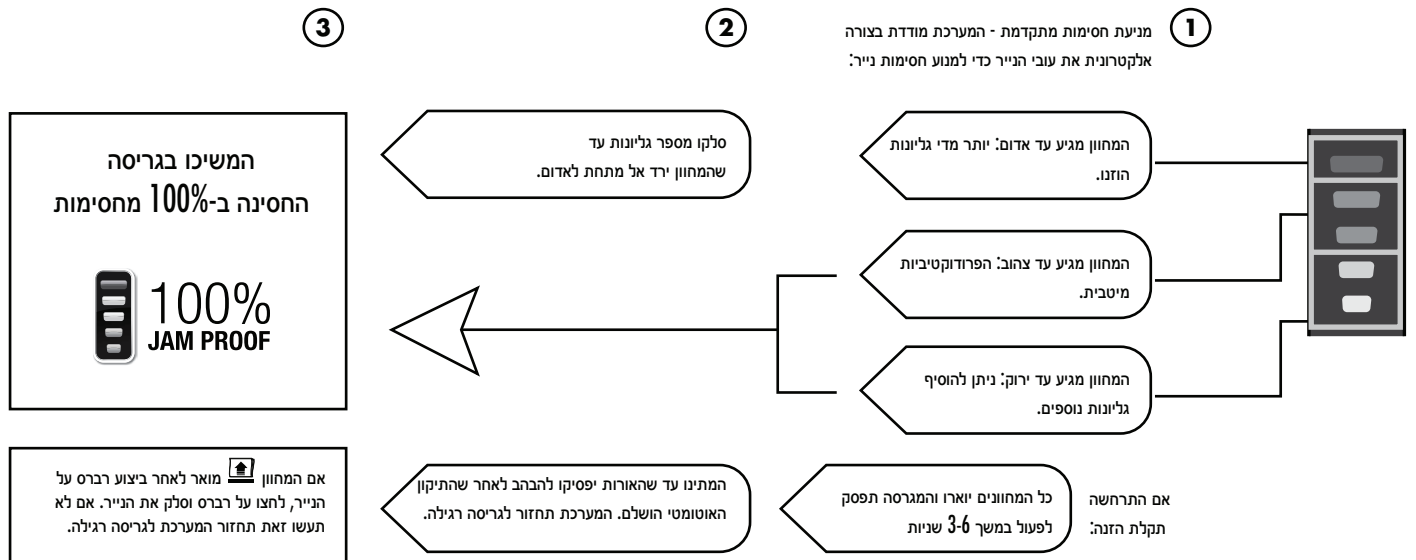 1
מניעת חסימות מתקדמת - המערכת מודדת בצורה
אלקטרונית את עובי הנייר כדי למנוע חסימות נייר:
המחוון מגיע עד אדום: יותר מדי גליונות
הוזנו.
המחוון מגיע עד צהוב: הפרודוקטיביות
מיטבית.
המחוון מגיע עד ירוק: ניתן להוסיף
גליונות נוספים.
2
סלקו מספר גליונות עד
שהמחוון ירד אל מתחת לאדום.
3
המשיכו בגריסה
החסינה ב-100% מחסימות
100%
JAM PROOF
אם התרחשה
תקלת הזנה:
כל המחוונים יוארו והמגרסה תפסק
לפעול במשך 3-6 שניות
המתינו עד שהאורות יפסיקו להבהב לאחר שהתיקון
האוטומטי הושלם. המערכת תחזור לגריסה רגילה.
אם המחוון מואר לאחר ביצוע רברס על
הנייר, לחצו על רברס וסלק את הנייר. אם לא
תעשו זאת תחזור המערכת לגריסה רגילה.